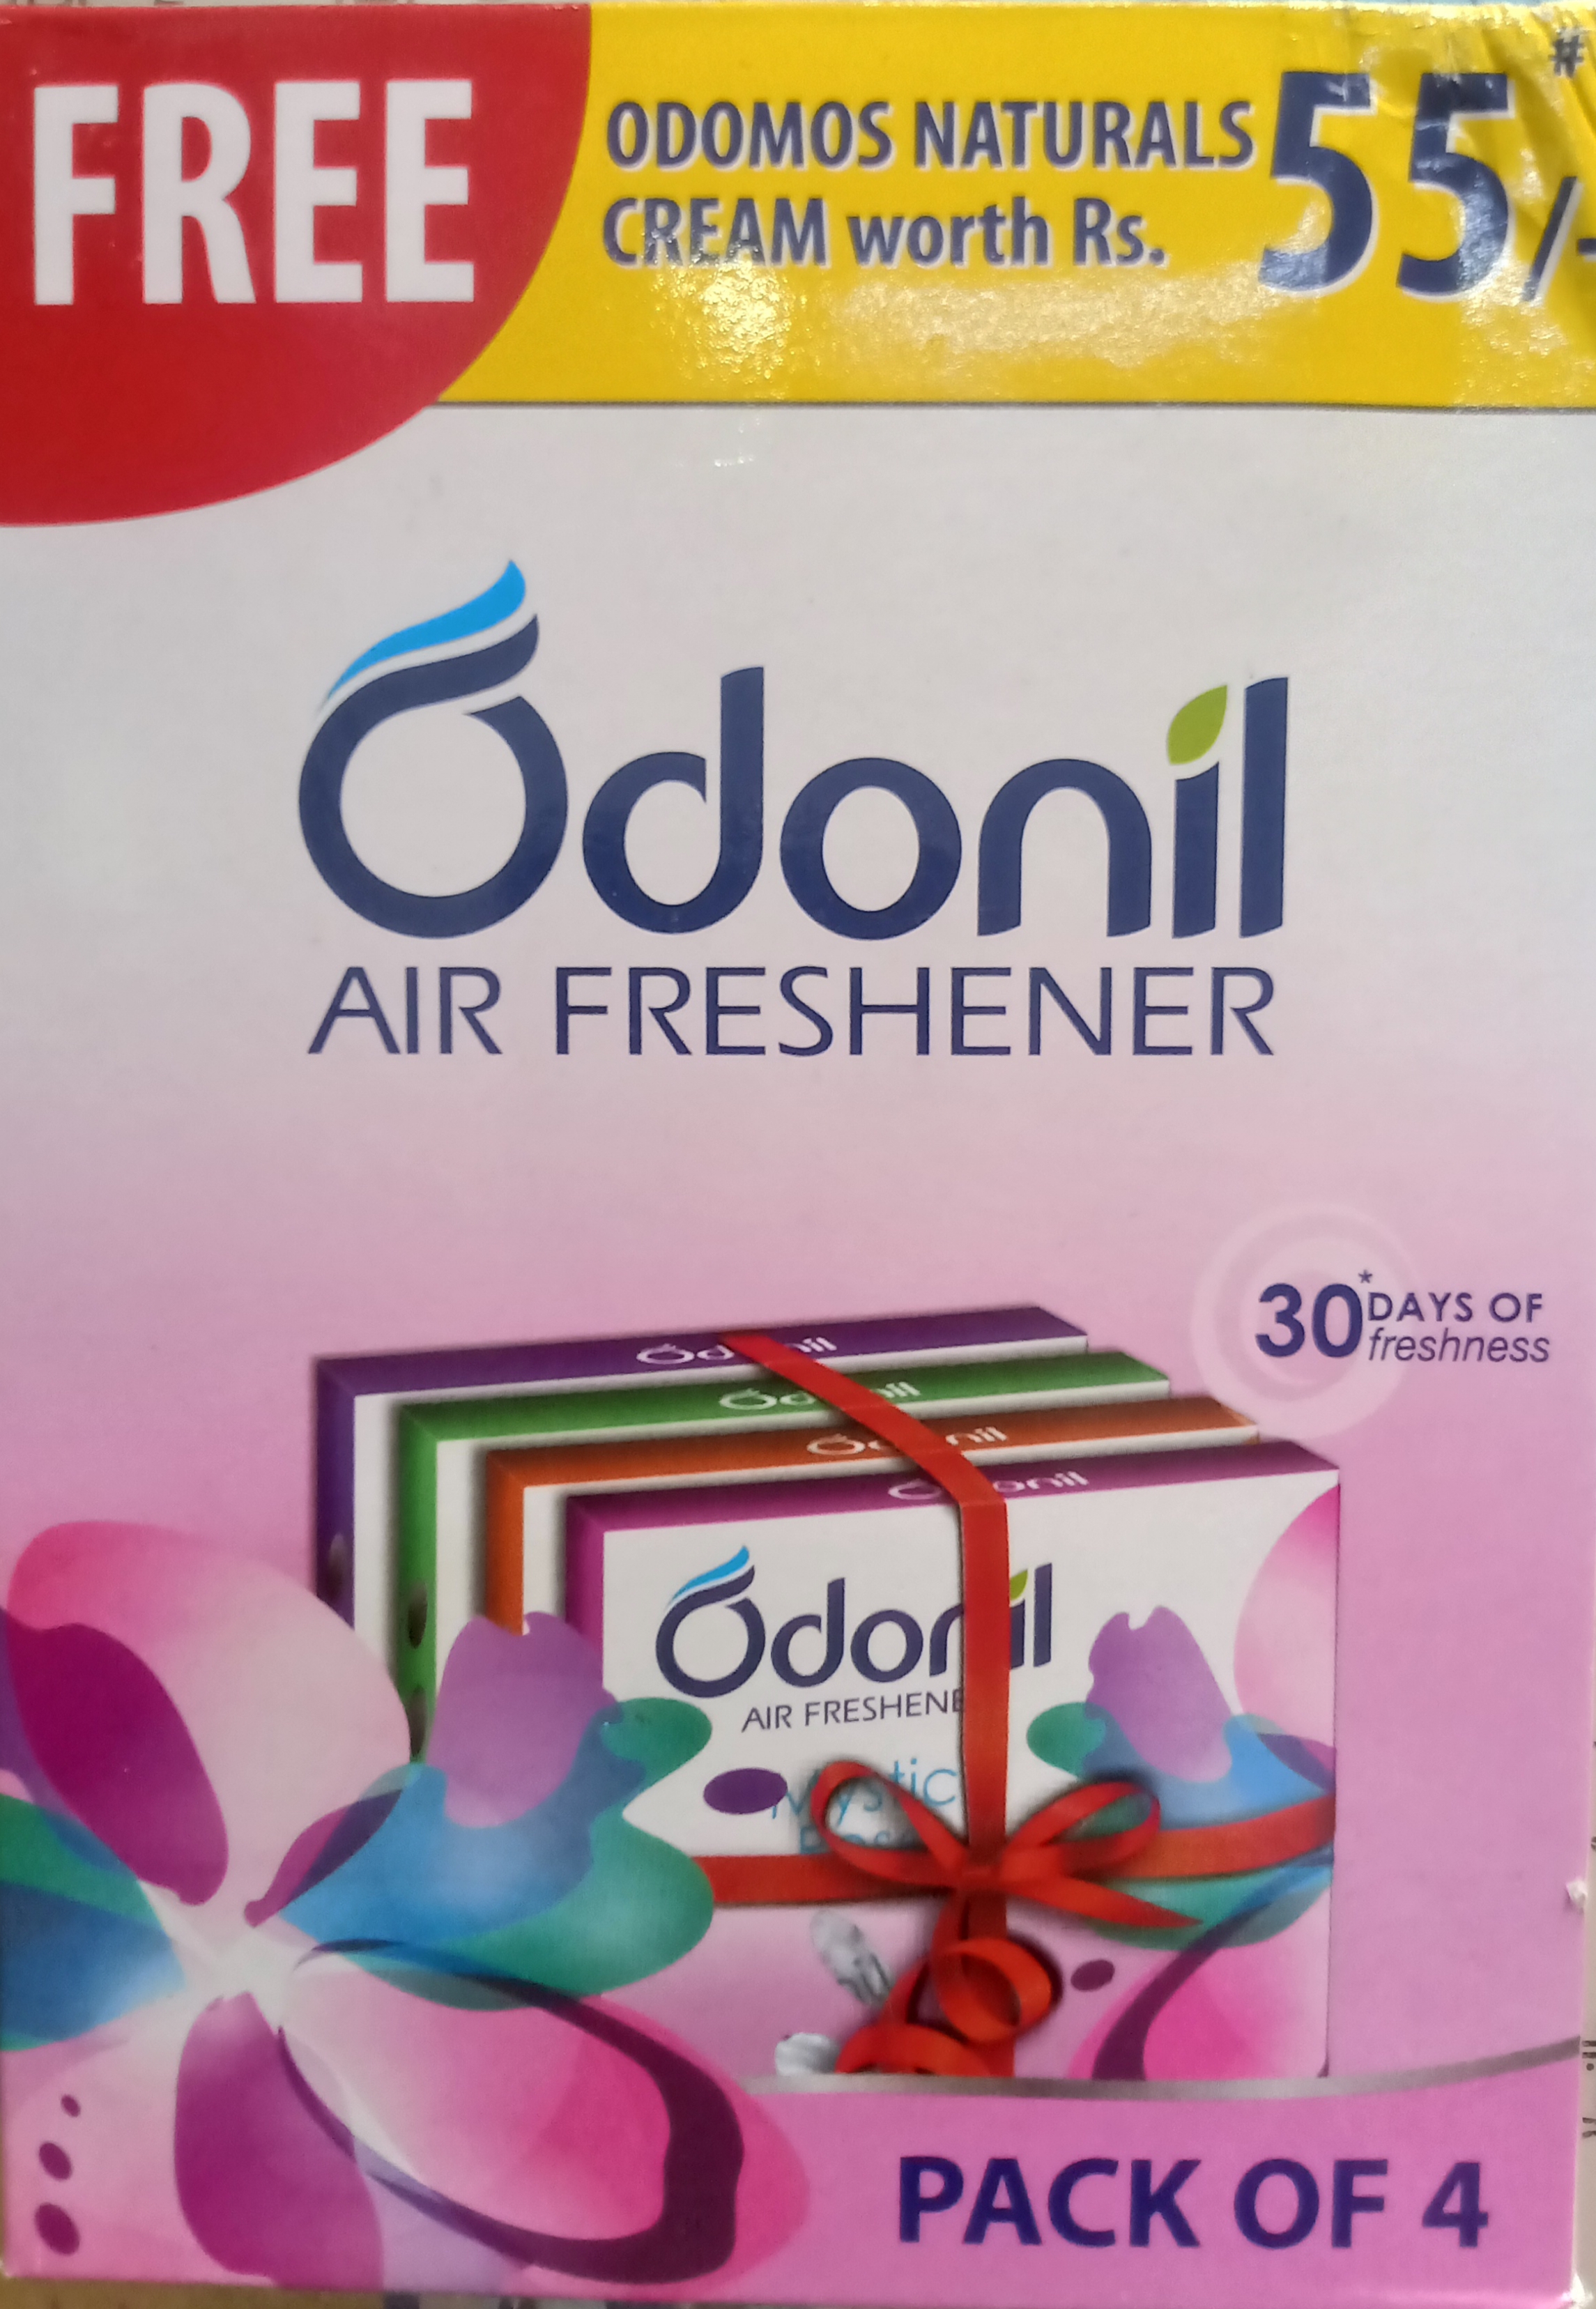 FREE
ODOMOS NATURALS
CREAM worth Rs. 55/-#
Odonil
AIR FRESHENER
30* DAYS OF
freshness
Odonil
Odonil
Odonil
Odonil
Odonil
AIR FRESHENE
Mystic
PACK OF 4